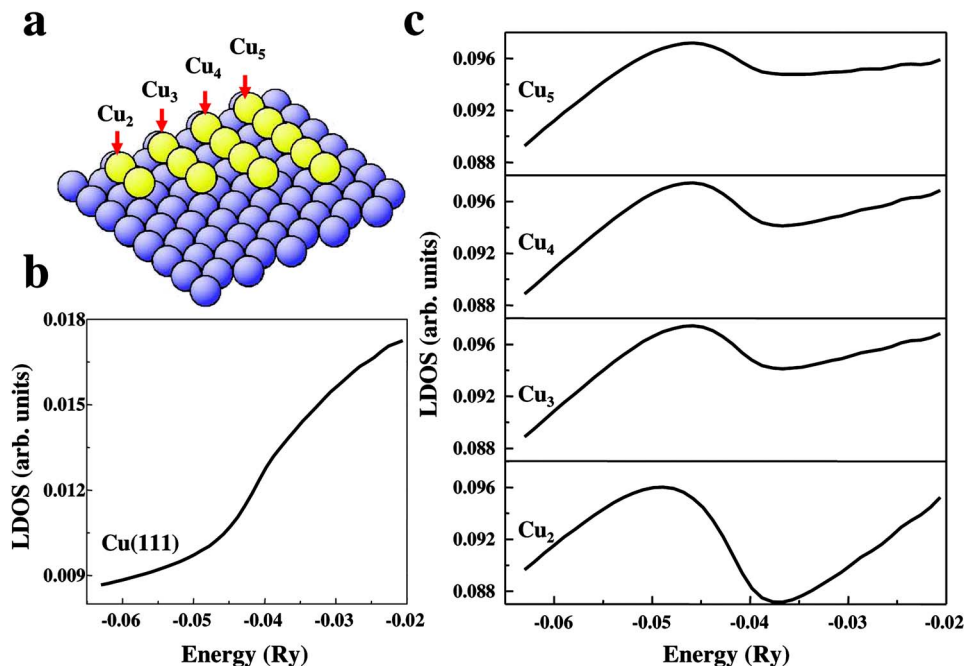 a
Cu2
Cu3
Cu4
Cu5
b
LDOS (arb. units)
0.018
0.015
0.012
0.009
Cu(111)
-0.06 -0.05 -0.04 -0.03 -0.02
Energy (Ry)
c
LDOS (arb. units)
0.096
0.092
0.088
Cu5
0.096
0.092
0.088
Cu4
0.096
0.092
0.088
Cu3
0.096
0.092
0.088
Cu2
-0.06 -0.05 -0.04 -0.03 -0.02
Energy (Ry)